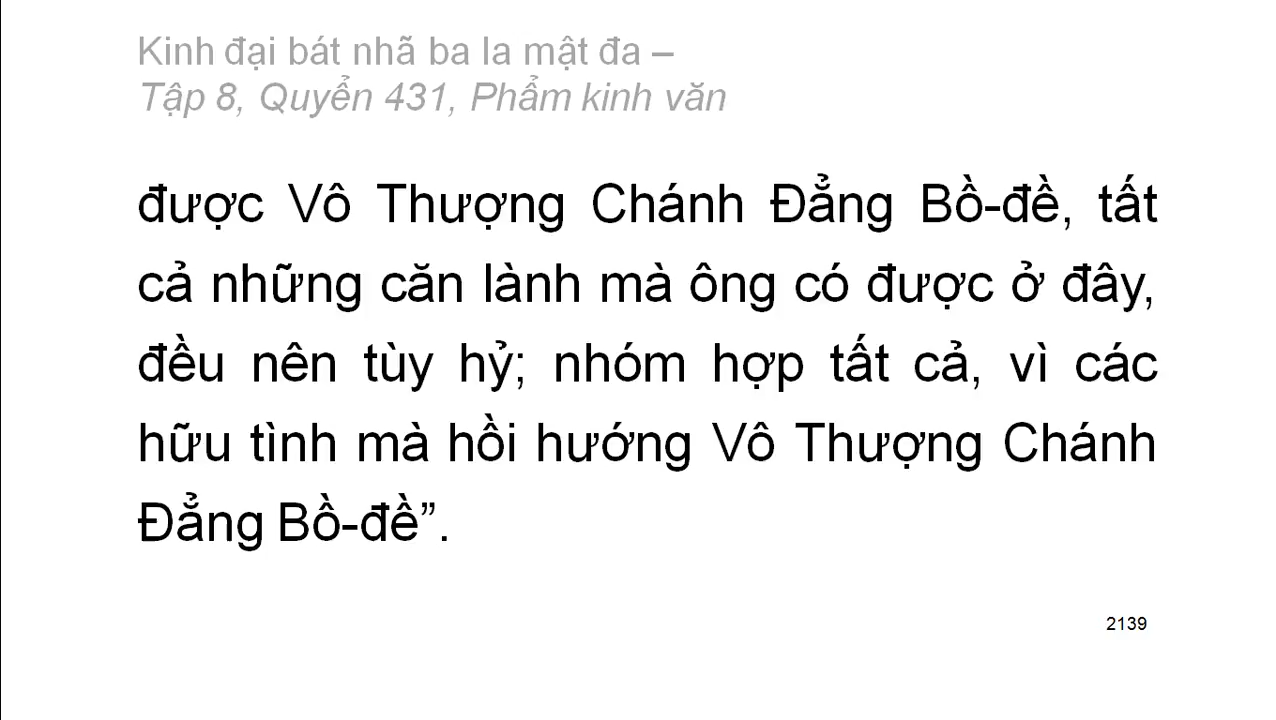 Kinh đại bát nhã ba la mật đa –
Tập 8, Quyển 431, Phẩm kinh văn
được Vô Thượng Chánh Đẳng Bồ-đề, tất
cả những căn lành mà ông có được ở đây,
đều nên tùy hỷ; nhóm hợp tất cả, vì các
hữu tình mà hồi hướng Vô Thượng Chánh
Đẳng Bồ-đề”.
2139